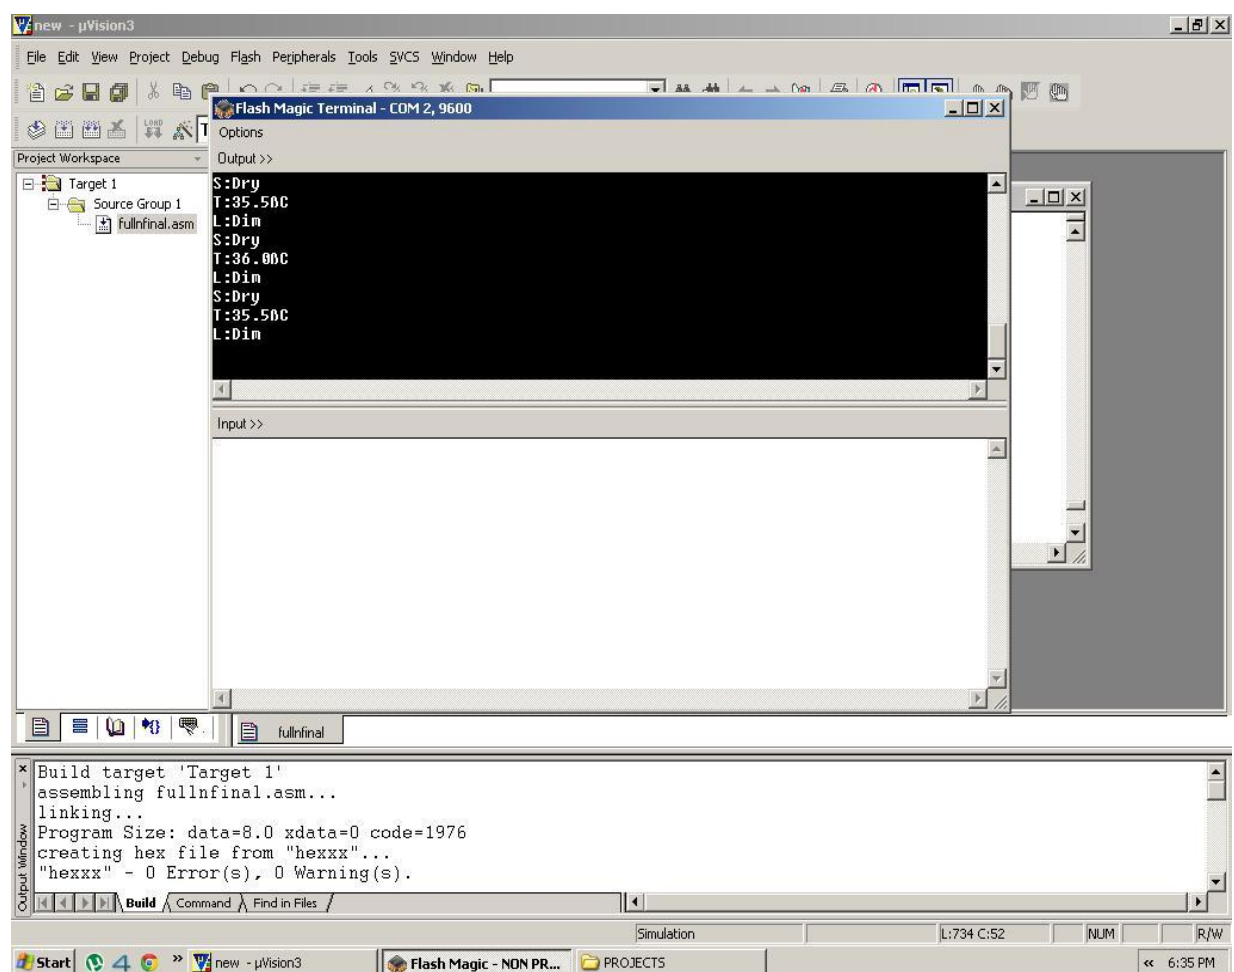 new - µVision3
File Edit View Project Debug Flash Peripherals Tools SVCS Window Help
Flash Magic Terminal - COM 2, 9600
Options
Project Workspace
Output >>
Target 1
Source Group 1
fullnfinal.asm
S:Dry
T:35.5ßC
L:Dim
S:Dry
T:36.0ßC
L:Dim
S:Dry
T:35.5ßC
L:Dim
Input >>
fullnfinal
Build target 'Target 1'
assembling fullnfinal.asm...
linking...
Program Size: data=8.0 xdata=0 code=1976
creating hex file from "hexxx"...
"hexxx" - 0 Error(s), 0 Warning(s).
Output Window
Build Command Find in Files
Simulation L:734 C:52 NUM R/W
Start » new - µVision3 Flash Magic - NON PR... PROJECTS « 6:35 PM